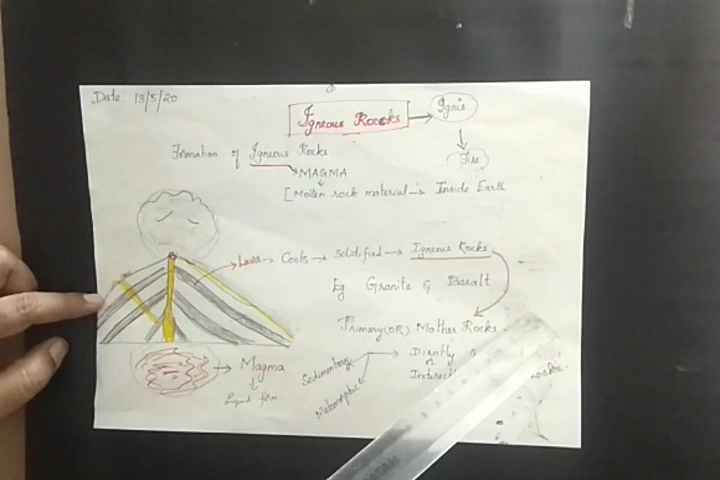 Date 13/5/20
Igneous Rocks
Ignis
Fire
Formation of Igneous Rocks
MAGMA
[Molten rock material → Inside Earth
Lava → Cools → Solidified → Igneous Rocks
Eg Granite & Basalt
Primary (OR) Mother Rocks
Sedimentary
Metamorphic
Directly
or
Magma
Liquid form